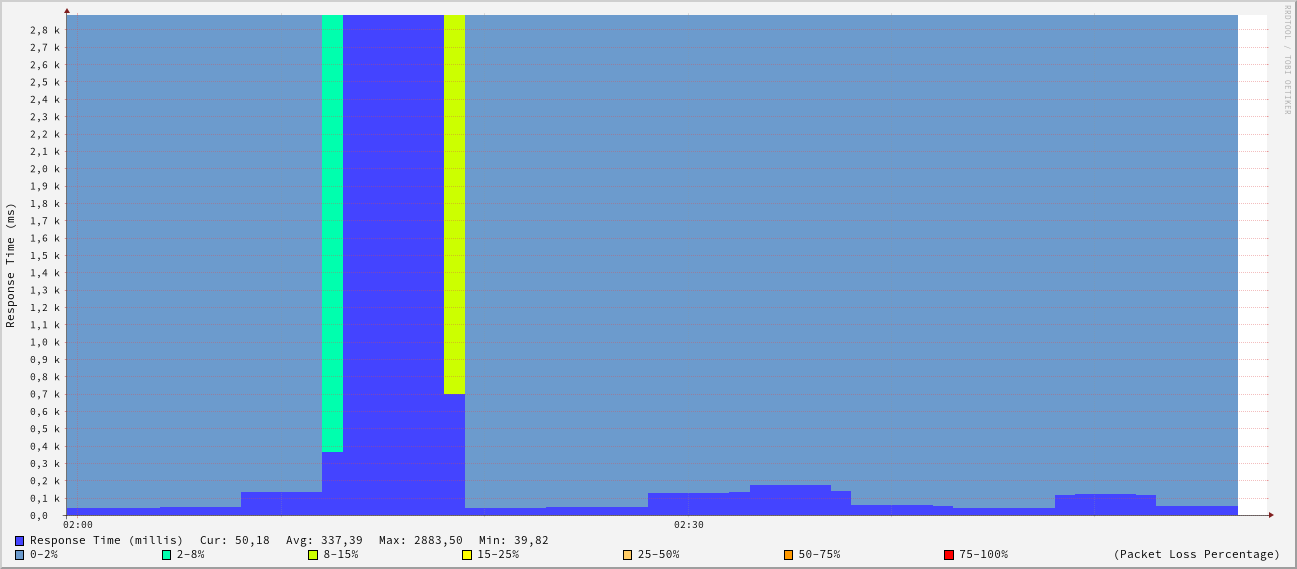 RRDTOOL / TOBI OETIKER
Response Time (ms)
2,8 k
2,7 k
2,6 k
2,5 k
2,4 k
2,3 k
2,2 k
2,1 k
2,0 k
1,9 k
1,8 k
1,7 k
1,6 k
1,5 k
1,4 k
1,3 k
1,2 k
1,1 k
1,0 k
0,9 k
0,8 k
0,7 k
0,6 k
0,5 k
0,4 k
0,3 k
0,2 k
0,1 k
0,0
02:00 02:30
Response Time (millis) Cur: 50,18 Avg: 337,39 Max: 2883,50 Min: 39,82
0-2% 2-8% 8-15% 15-25% 25-50% 50-75% 75-100% (Packet Loss Percentage)